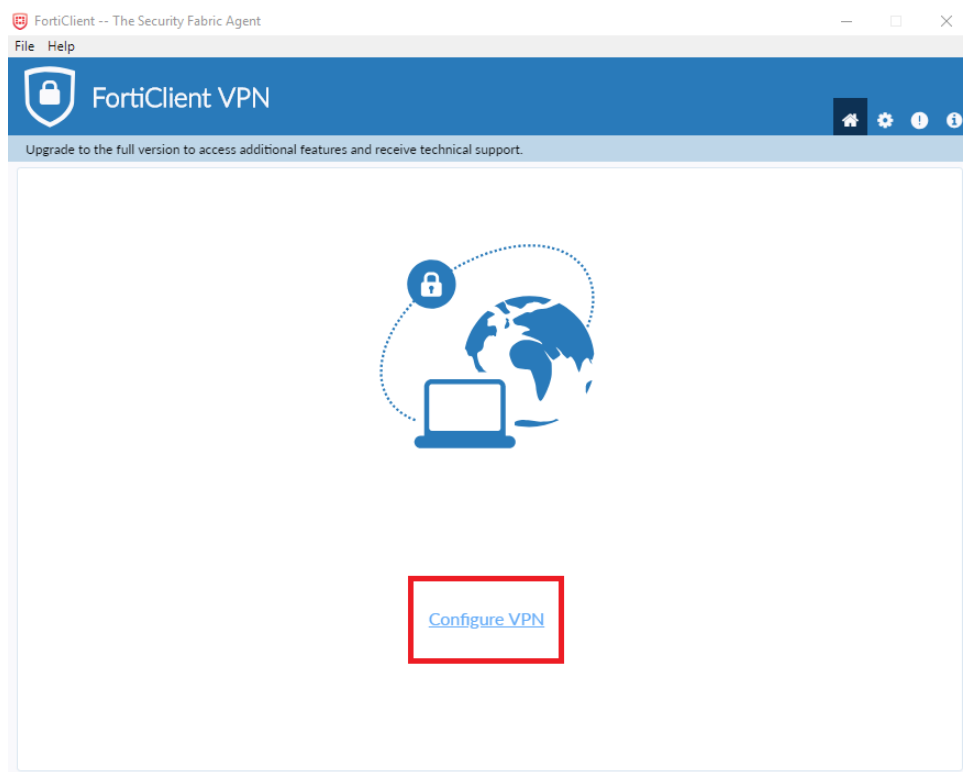 FortiClient -- The Security Fabric Agent
File Help
FortiClient VPN
Upgrade to the full version to access additional features and receive technical support.
Configure VPN